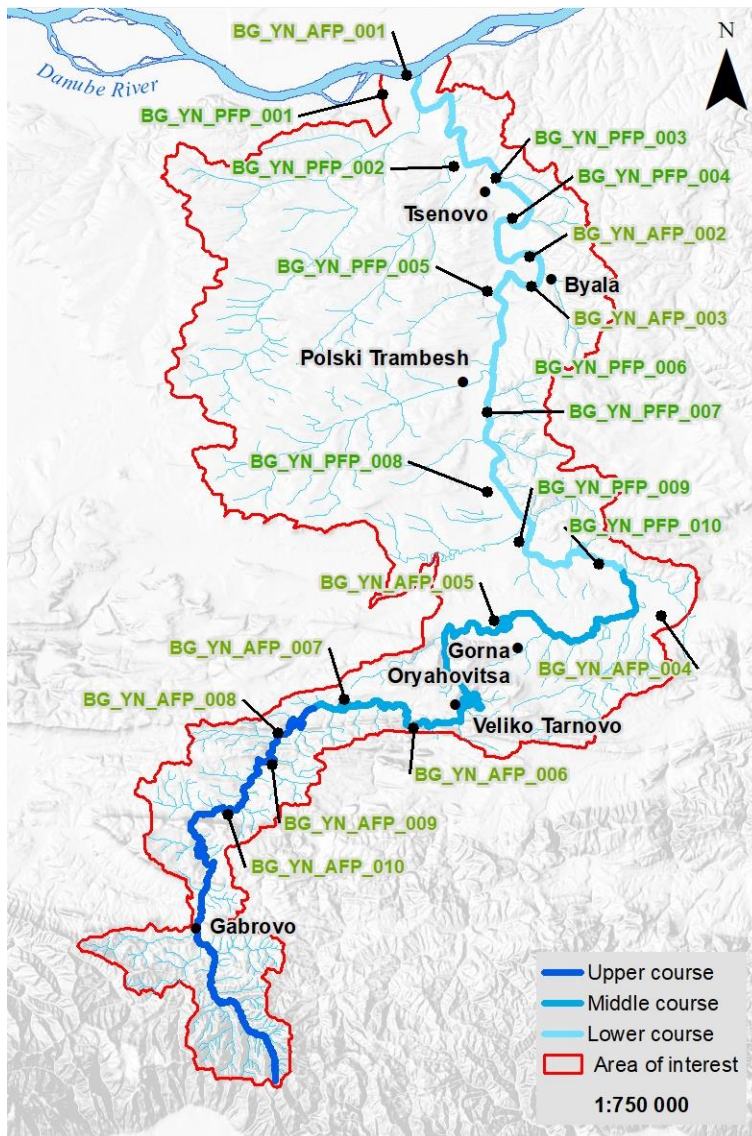 BG_YN_AFP_001
N
Danube River
BG_YN_PFP_001
BG_YN_PFP_003
BG_YN_PFP_002
BG_YN_PFP_004
Tsenovo
BG_YN_AFP_002
BG_YN_PFP_005
Byala
BG_YN_AFP_003
Polski Trambesh
BG_YN_PFP_006
BG_YN_PFP_007
BG_YN_PFP_008
BG_YN_PFP_009
BG_YN_PFP_010
BG_YN_AFP_005
BG_YN_AFP_007
Gorna
Oryahovitsa
BG_YN_AFP_004
BG_YN_AFP_008
Veliko Tarnovo
BG_YN_AFP_006
BG_YN_AFP_009
BG_YN_AFP_010
Gabrovo
Upper course
Middle course
Lower course
Area of interest
1:750 000